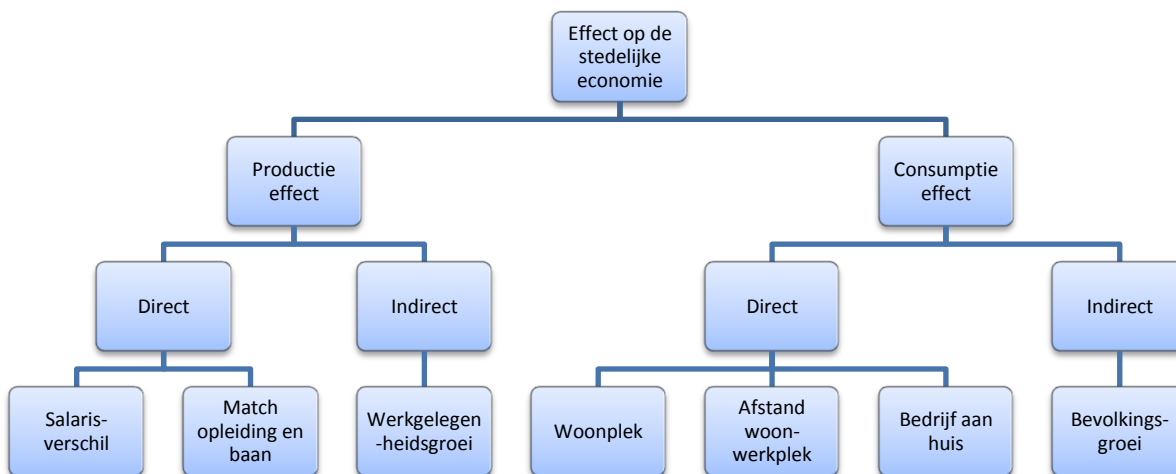 Effect op de
stedelijke
economie
Productie
effect
Consumptie
effect
Direct
Indirect
Direct
Indirect
Salaris-
verschil
Match
opleiding en
baan
Werkgelegen
-heidsgroei
Woonplek
Afstand
woon-
werkplek
Bedrijf aan
huis
Bevolkings-
groei